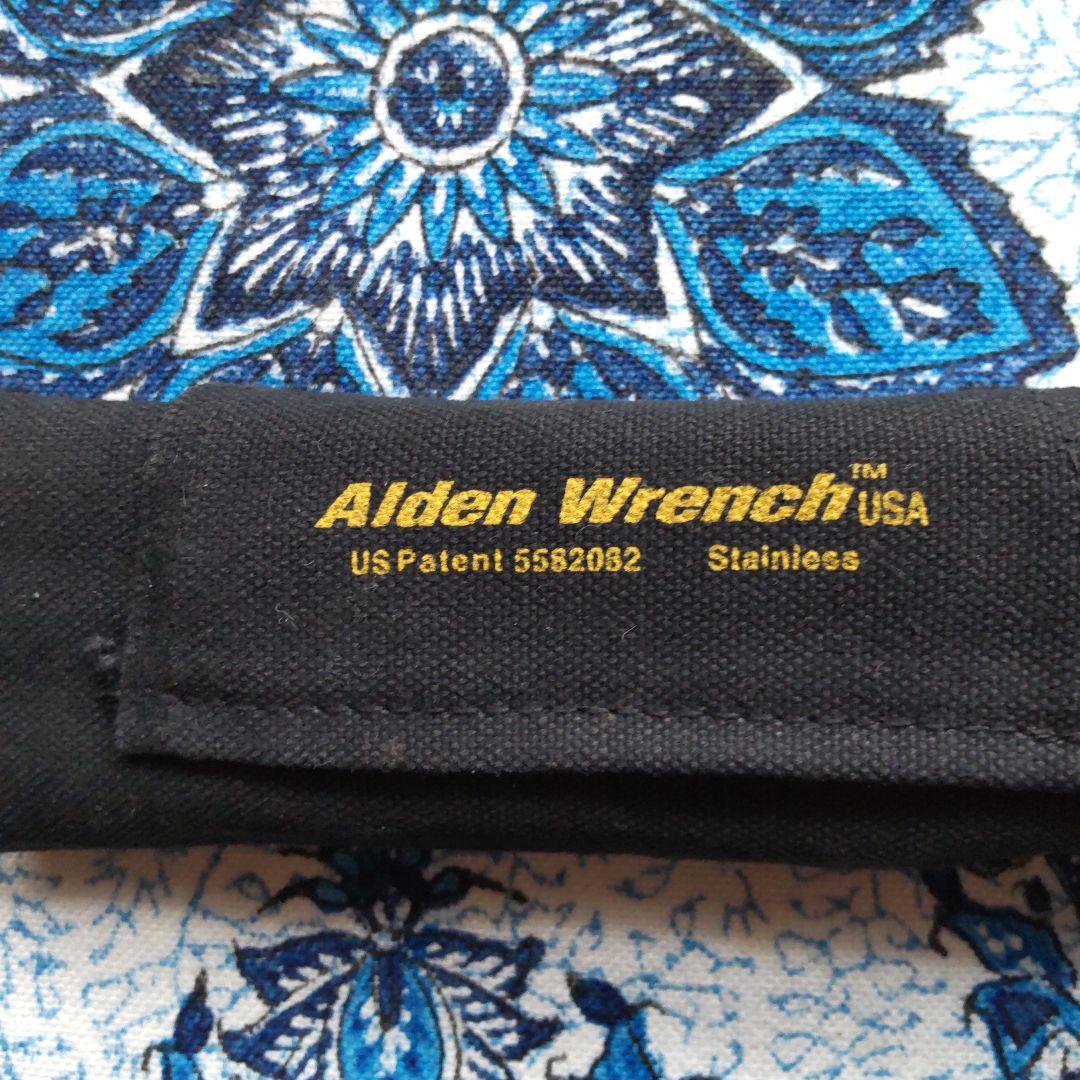 Alden Wrench™ USA
US Patent 5582082 Stainless